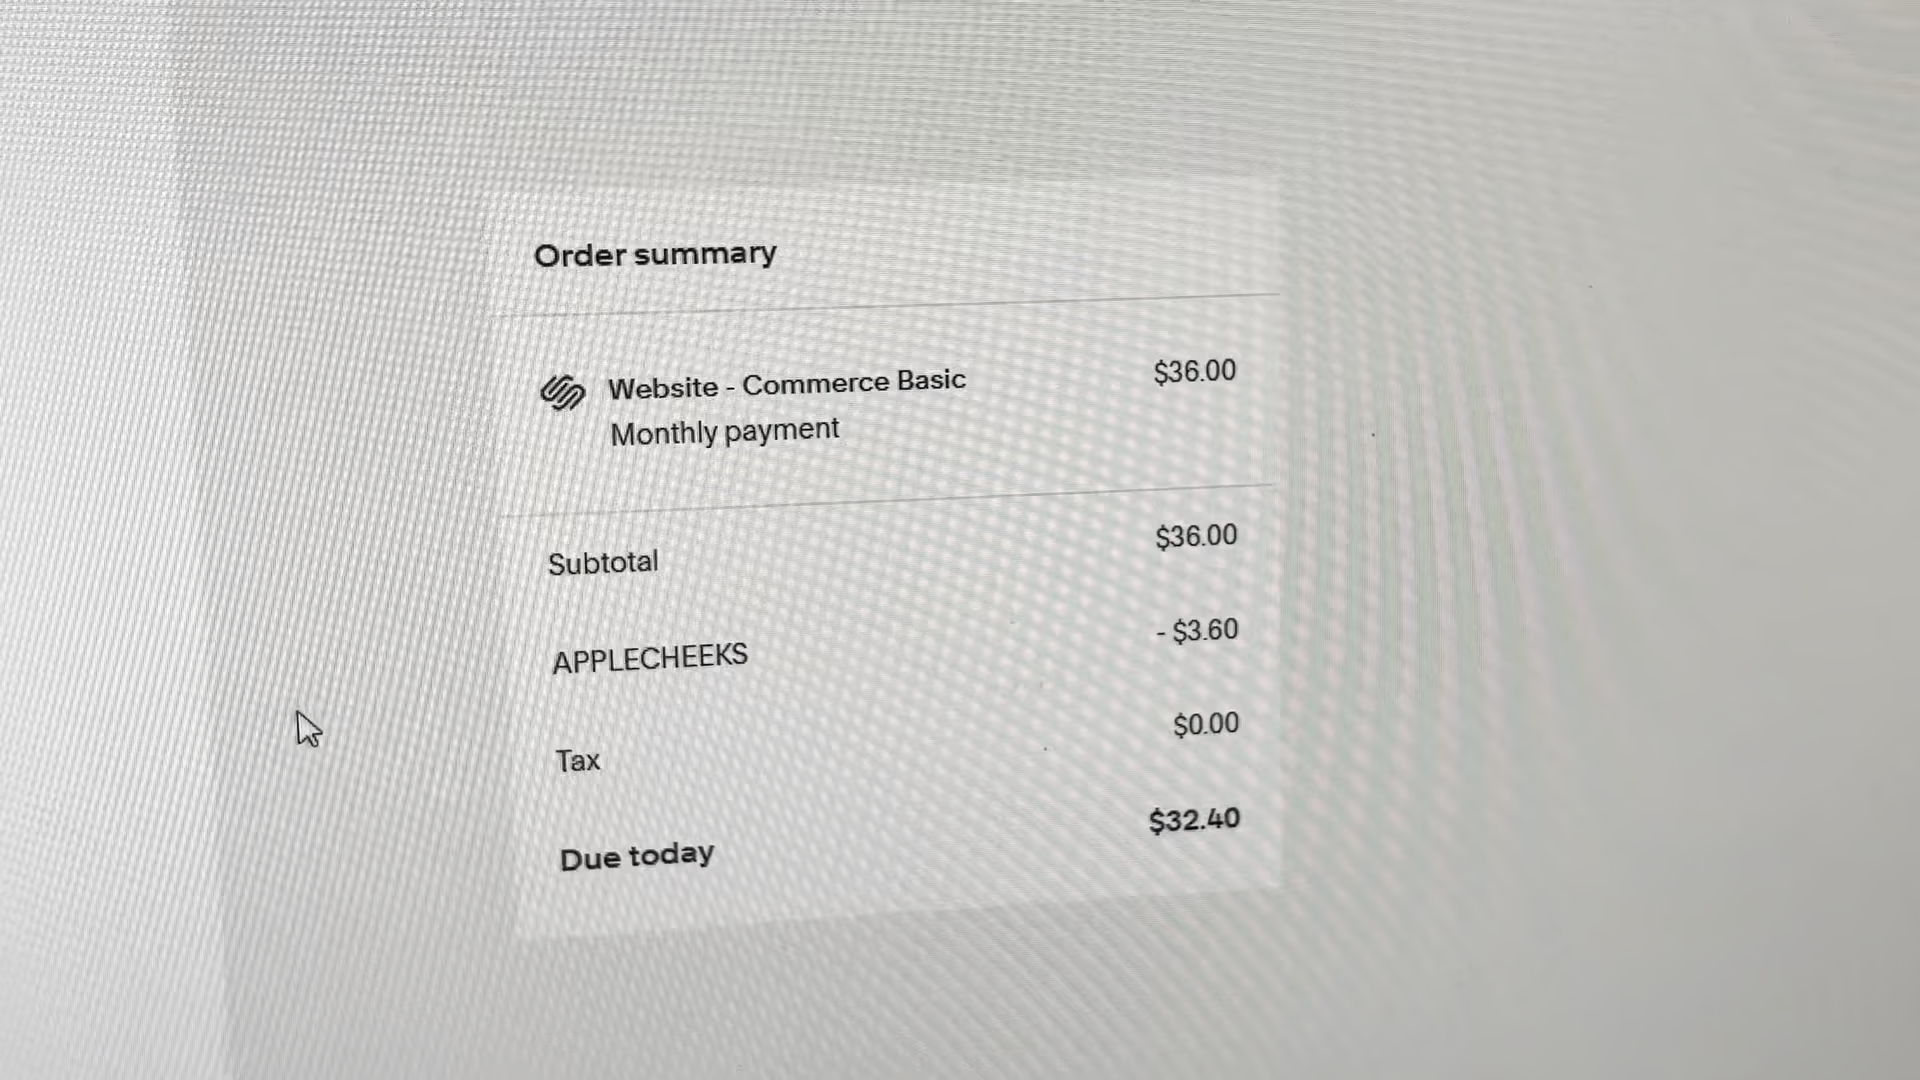 Order summary
Website - Commerce Basic $36.00
Monthly payment
Subtotal $36.00
APPLECHEEKS - $3.60
Tax $0.00
Due today $32.40